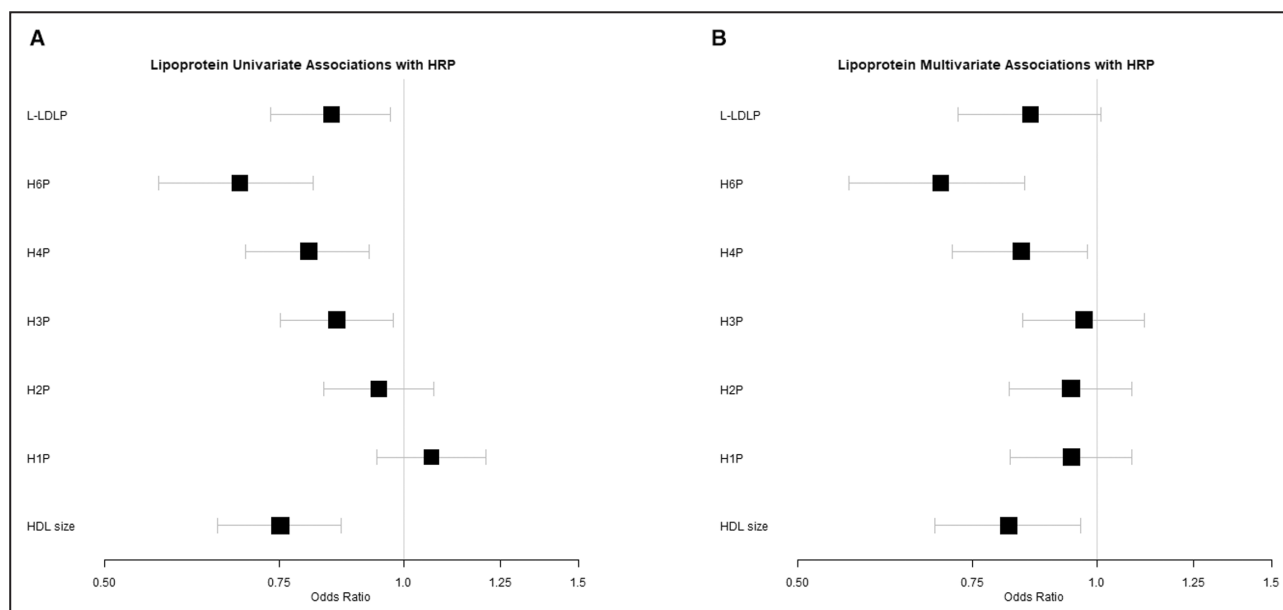 A
Lipoprotein Univariate Associations with HRP
L-LDLP
H6P
H4P
H3P
H2P
H1P
HDL size
0.50
0.75
1.0
1.25
1.5
Odds Ratio
B
Lipoprotein Multivariate Associations with HRP
L-LDLP
H6P
H4P
H3P
H2P
H1P
HDL size
0.50
0.75
1.0
1.25
1.5
Odds Ratio